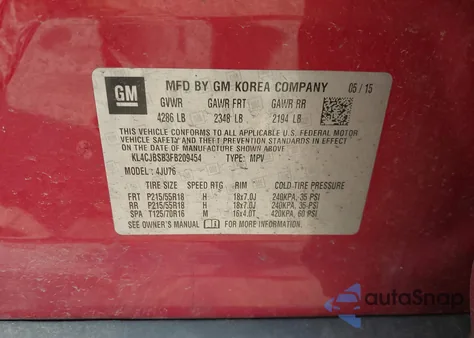 GM MFD BY GM KOREA COMPANY 05/15
GVWR GAWR FRT GAWR RR
4286 LB 2348 LB 2194 LB
THIS VEHICLE CONFORMS TO ALL APPLICABLE U.S. FEDERAL MOTOR
VEHICLE SAFETY AND THEFT PREVENTION STANDARDS IN EFFECT
ON THE DATE OF MANUFACTURE SHOWN ABOVE.
KL4CJBSB3FB209454 TYPE: MPV
MODEL: 4JU76
TIRE SIZE SPEED RTG RIM COLD TIRE PRESSURE
FRT P215/55R18 H 18x7.0J 240KPA, 35 PSI
RR P215/55R18 H 18x7.0J 240KPA, 35 PSI
SPA T125/70R16 M 16x4.0T 420KPA, 60 PSI
SEE OWNER'S MANUAL FOR MORE INFORMATION.
autoSnap